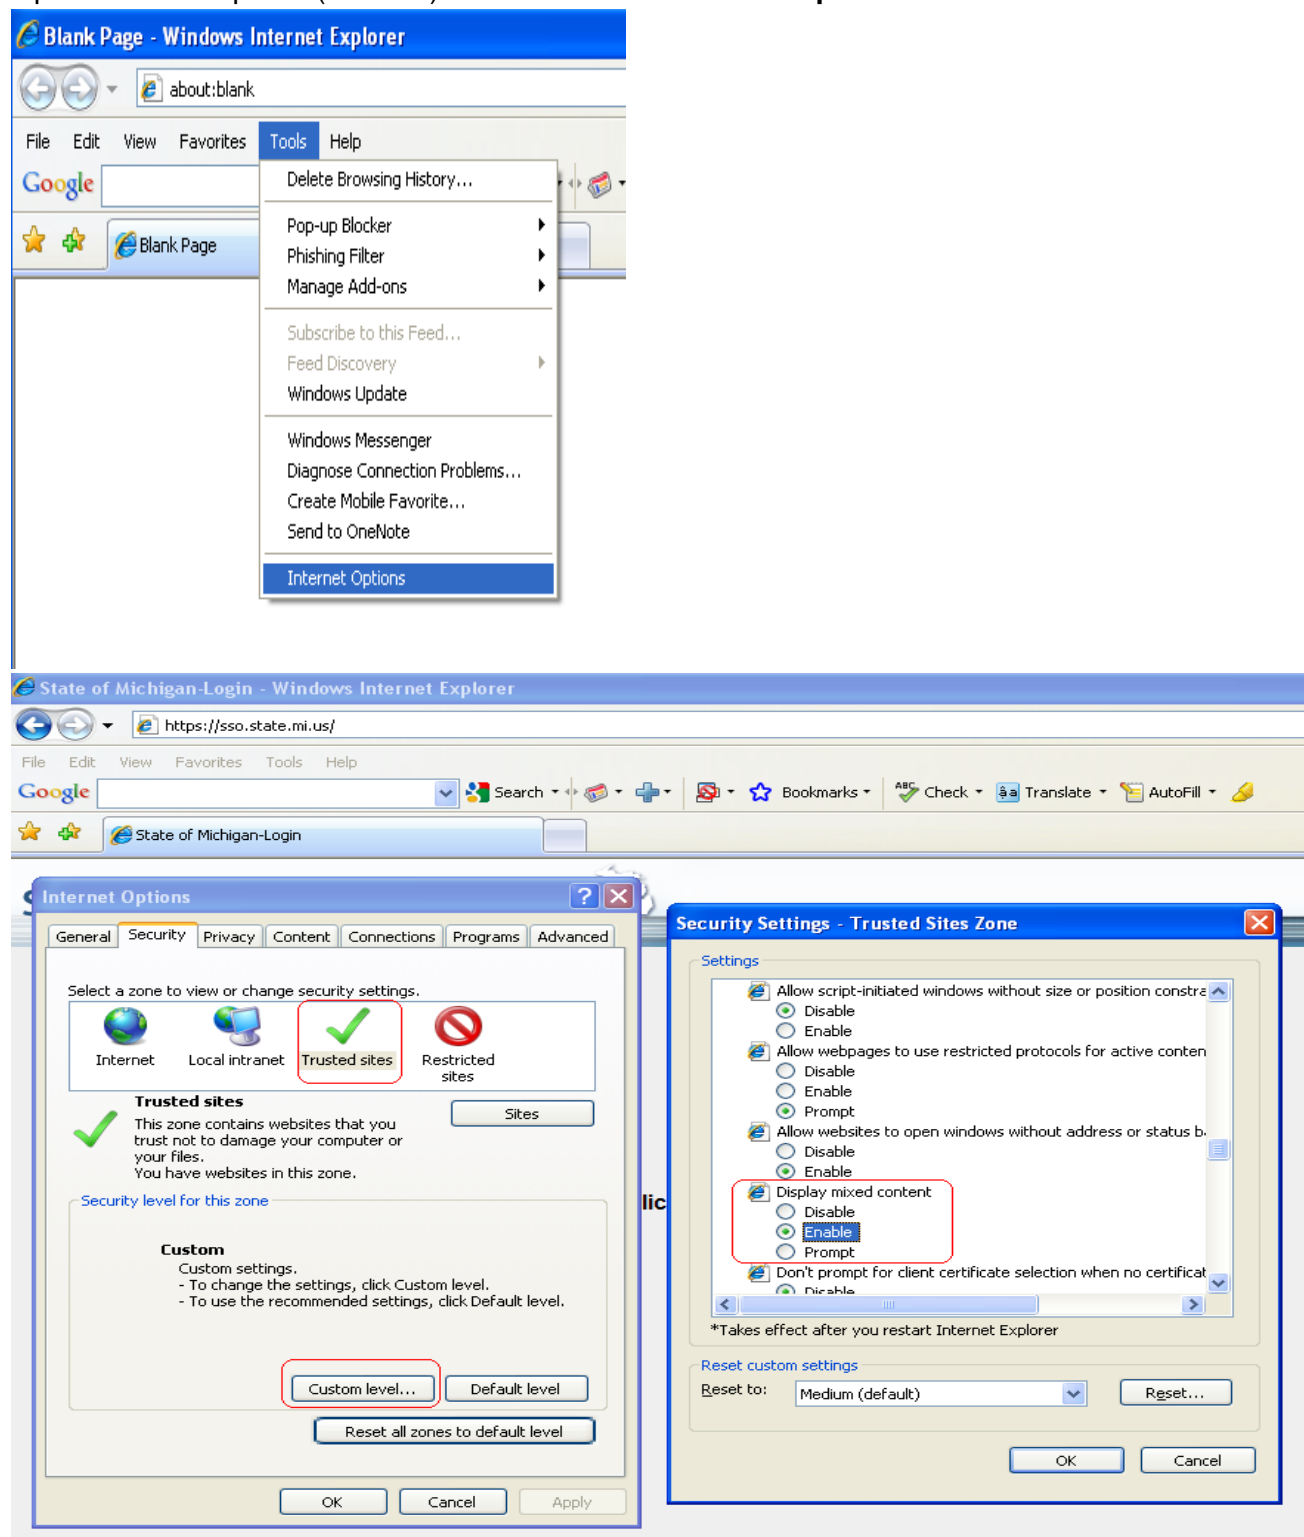 Blank Page - Windows Internet Explorer
about:blank
File Edit View Favorites Tools Help
Google
Delete Browsing History...
Blank Page
Pop-up Blocker
Phishing Filter
Manage Add-ons
Subscribe to this Feed...
Feed Discovery
Windows Update
Windows Messenger
Diagnose Connection Problems...
Create Mobile Favorite...
Send to OneNote
Internet Options
State of Michigan-Login - Windows Internet Explorer
https://sso.state.mi.us/
File Edit View Favorites Tools Help
Google Search Bookmarks Check Translate AutoFill
State of Michigan-Login
Internet Options
General Security Privacy Content Connections Programs Advanced
Select a zone to view or change security settings.
Internet Local intranet Trusted sites Restricted sites
Trusted sites
Sites
This zone contains websites that you
trust not to damage your computer or
your files.
You have websites in this zone.
Security level for this zone
Custom
Custom settings.
- To change the settings, click Custom level.
- To use the recommended settings, click Default level.
Custom level... Default level
Reset all zones to default level
OK Cancel Apply
lic
Security Settings - Trusted Sites Zone
Settings
Allow script-initiated windows without size or position constra
Disable
Enable
Allow webpages to use restricted protocols for active conten
Disable
Enable
Prompt
Allow websites to open windows without address or status b
Disable
Enable
Display mixed content
Disable
Enable
Prompt
Don't prompt for client certificate selection when no certificat
Disable
*Takes effect after you restart Internet Explorer
Reset custom settings
Reset to: Medium (default) Reset...
OK Cancel